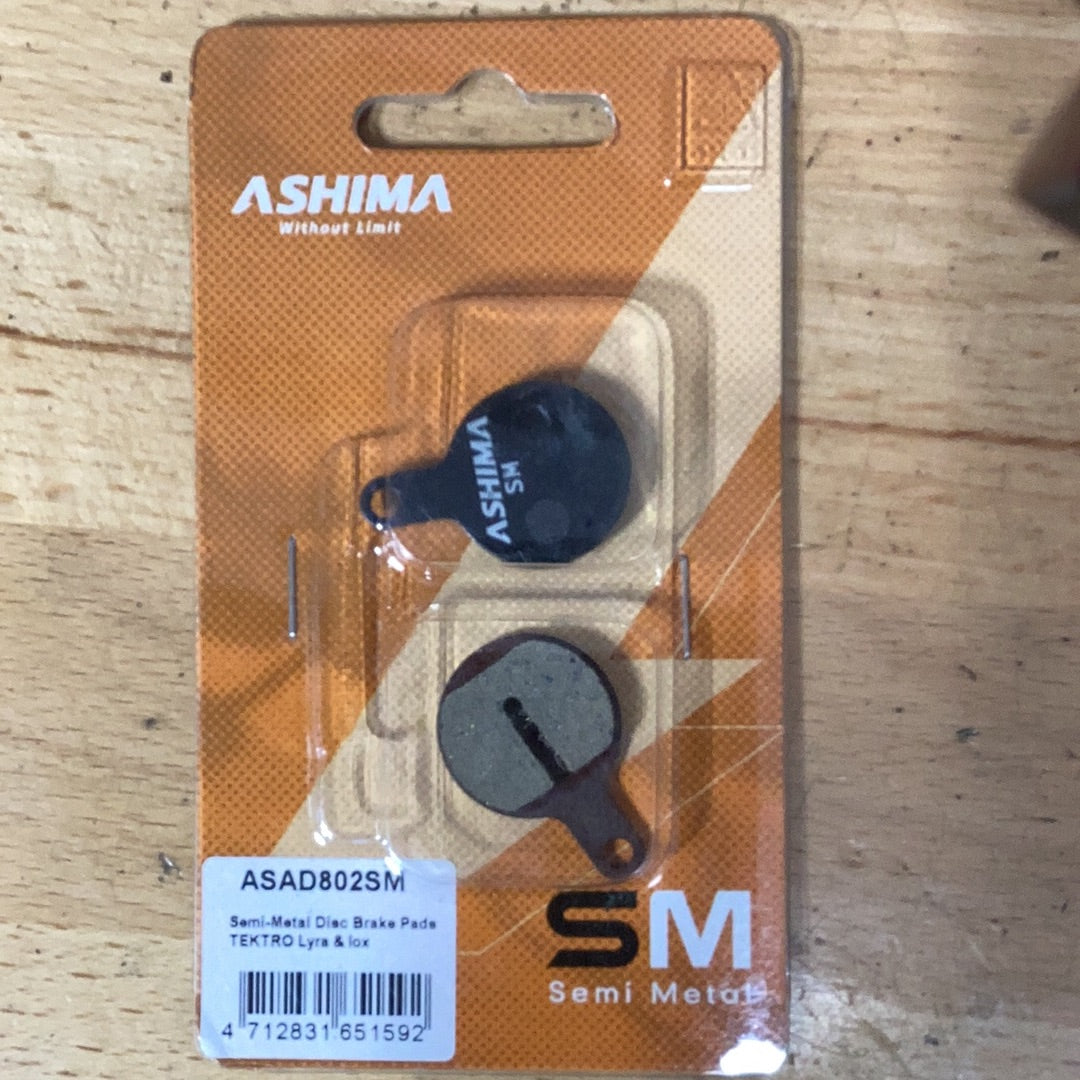 ASHIMA
Without Limit
ASHIMA
SM
ASAD802SM
Semi-Metal Disc Brake Pads
TEKTRO Lyra & Iox
4 712831 651592
SM
Semi Metal